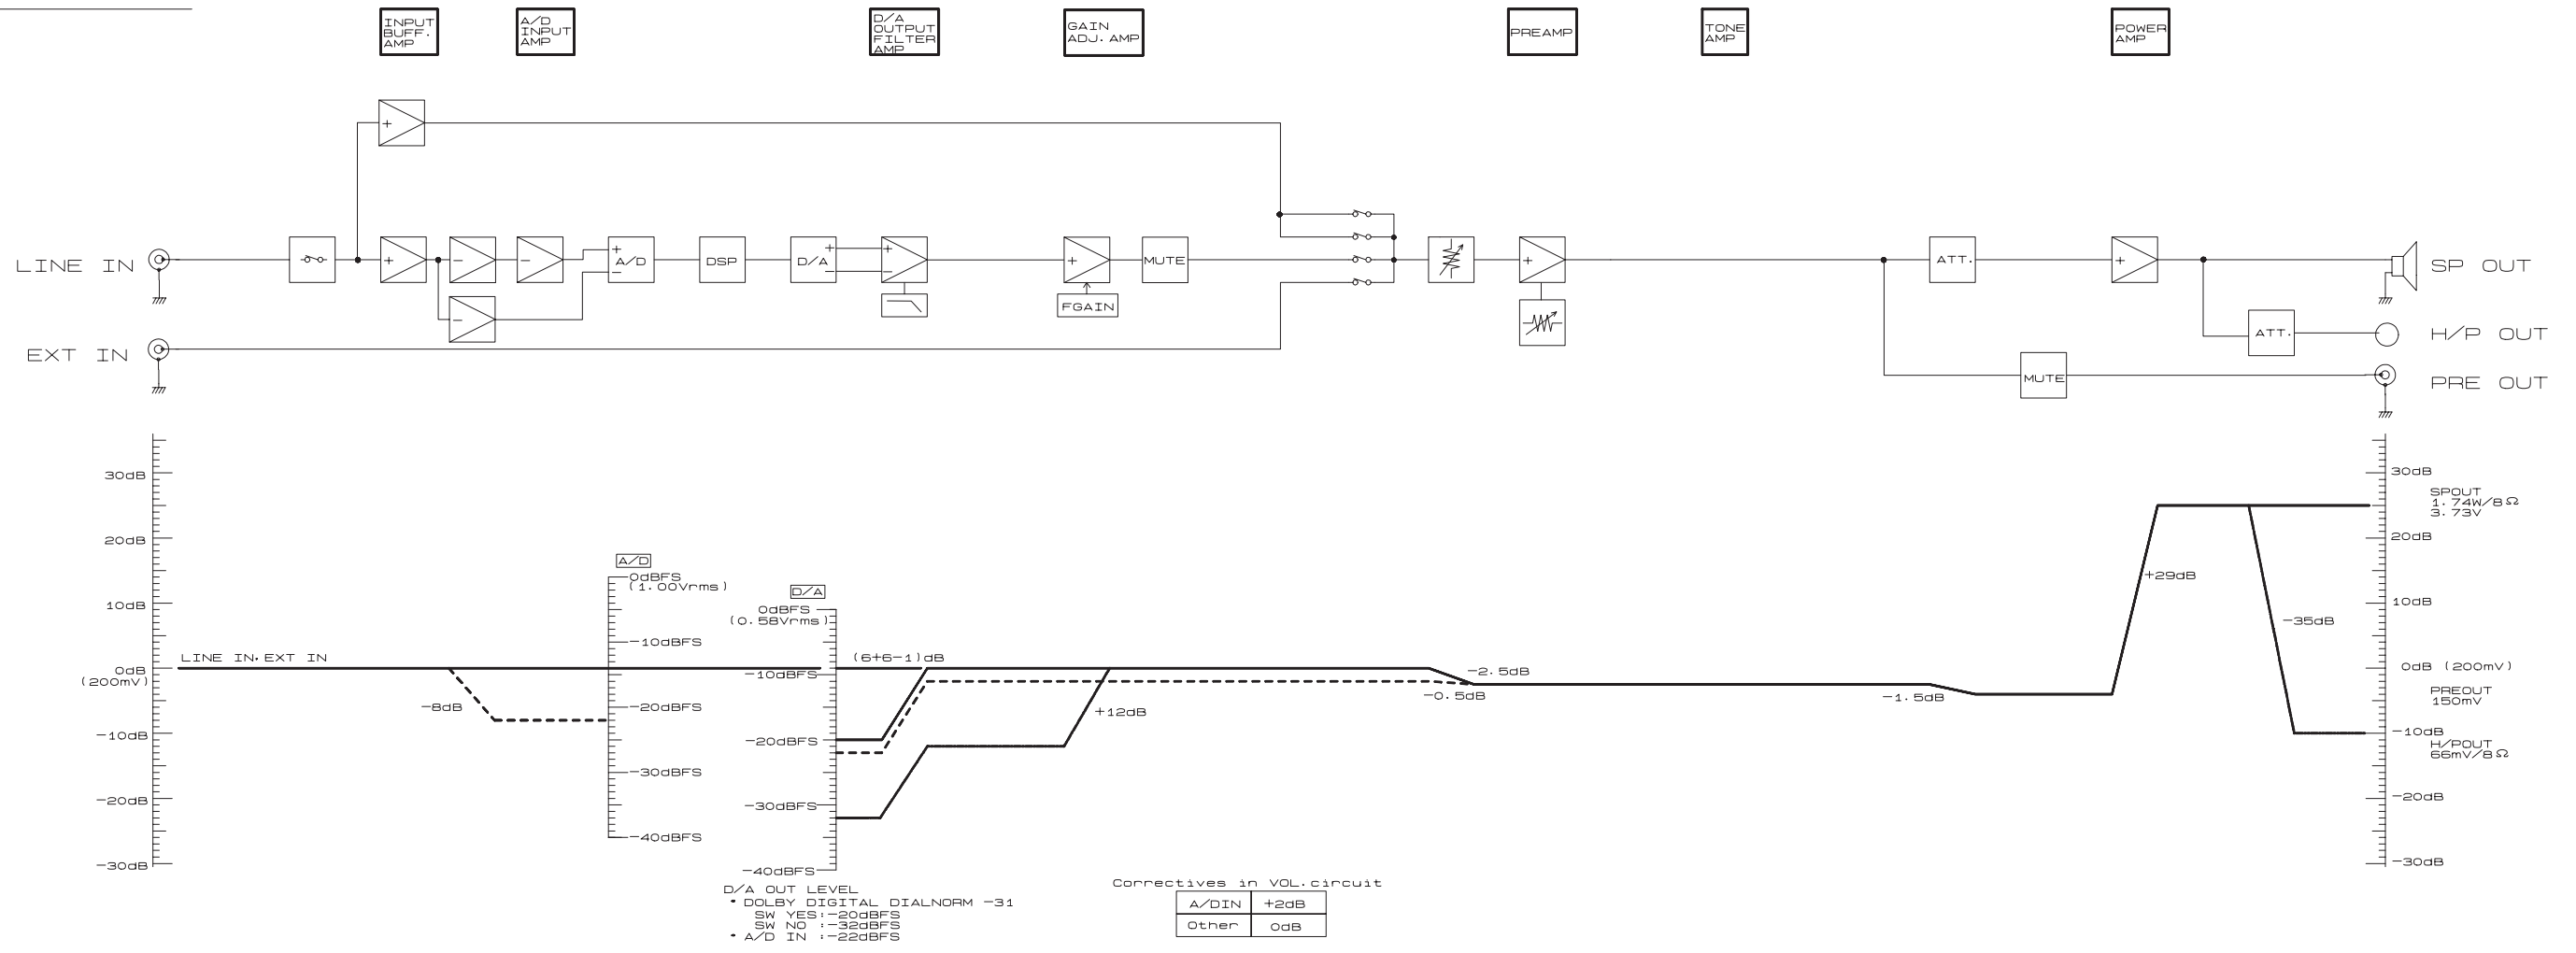 INPUT
BUFF.
AMP
A/D
INPUT
AMP
D/A
OUTPUT
FILTER
AMP
GAIN
ADJ. AMP
PREAMP
TONE
AMP
POWER
AMP
+
LINE IN
+
−
−
+
A/D
−
DSP
+
D/A
−
+
−
+
MUTE
+
ATT.
+
SP OUT
−
FGAIN
EXT IN
ATT.
H/P OUT
MUTE
PRE OUT
30dB
20dB
10dB
0dB
(200mV)
−10dB
−20dB
−30dB
LINE IN·EXT IN
−8dB
A/D
0dBFS
(1.00Vrms)
−10dBFS
−20dBFS
−30dBFS
−40dBFS
D/A
0dBFS
(0.58Vrms)
−10dBFS
−20dBFS
−30dBFS
−40dBFS
(6+6−1)dB
+12dB
−2.5dB
−0.5dB
−1.5dB
+29dB
−35dB
30dB
SPOUT
1.74W/8Ω
3.73V
20dB
10dB
0dB (200mV)
PREOUT
150mV
−10dB
H/POUT
66mV/8Ω
−20dB
−30dB
D/A OUT LEVEL
• DOLBY DIGITAL DIALNORM −31
SW YES:−20dBFS
SW NO :−32dBFS
• A/D IN :−22dBFS
Correctives in VOL.circuit
A/DIN +2dB
Other 0dB